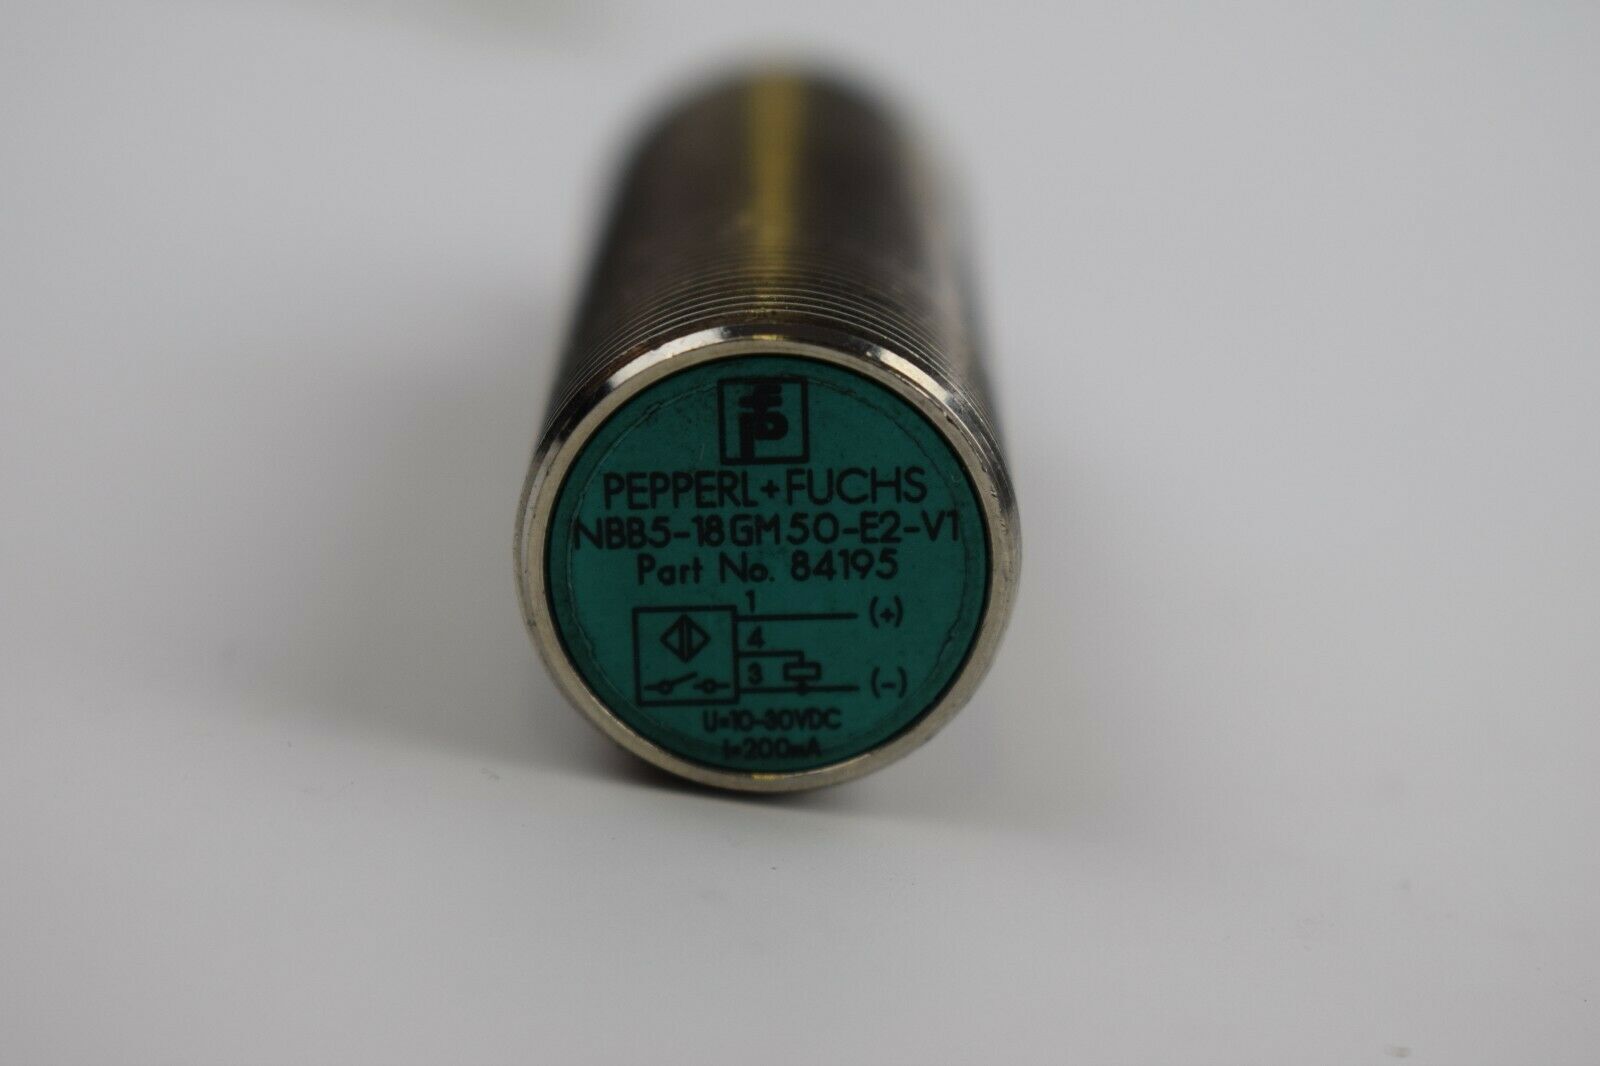 PEPPERL+FUCHS
NBB5-18GM50-E2-V1
Part No. 84195
1 (+)
4
3 (-)
U=10-30VDC
I=200mA